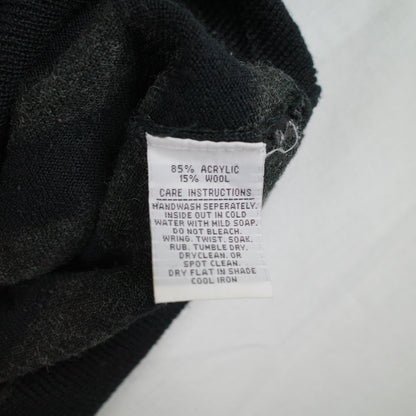 85% ACRYLIC
15% WOOL
CARE INSTRUCTIONS
HANDWASH SEPERATELY.
INSIDE OUT IN COLD
WATER WITH MILD SOAP.
DO NOT BLEACH.
WRING. TWIST. SOAK.
RUB. TUMBLE DRY.
DRYCLEAN. OR
SPOT CLEAN.
DRY FLAT IN SHADE
COOL IRON